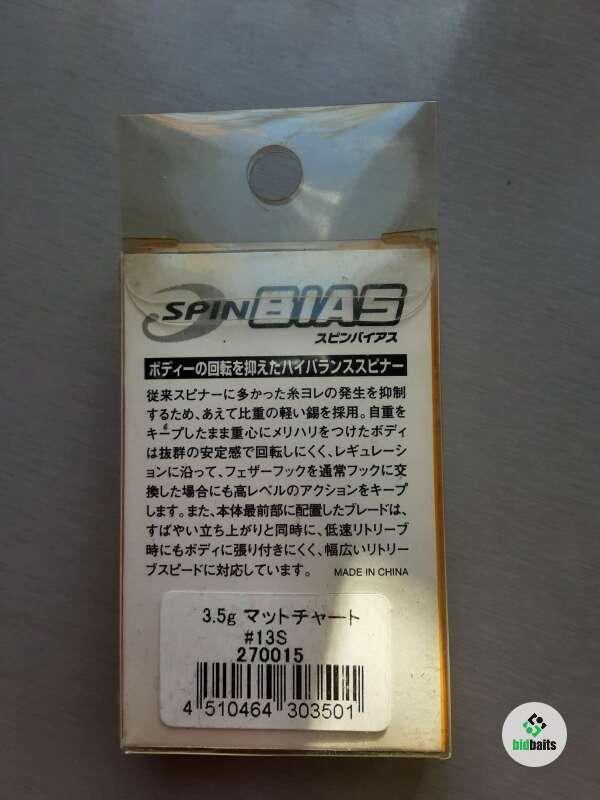 SPIN BIAS
スピンバイアス
ボディーの回転を抑えたハイバランススピナー
従来スピナーに多かった糸ヨレの発生を抑制
するため、あえて比重の軽い錫を採用。自重を
キープしたまま重心にメリハリをつけたボディ
は抜群の安定感で回転しにくく、レギュレーシ
ョンに沿って、フェザーフックを通常フックに交
換した場合にも高レベルのアクションをキープ
します。また、本体最前部に配置したブレードは、
すばやい立ち上がりと同時に、低速リトリーブ
時にもボディに張り付きにくく、幅広いリトリー
ブスピードに対応しています。 MADE IN CHINA
3.5g マットチャート
#13S
270015
4 510464 303501
bidbaits